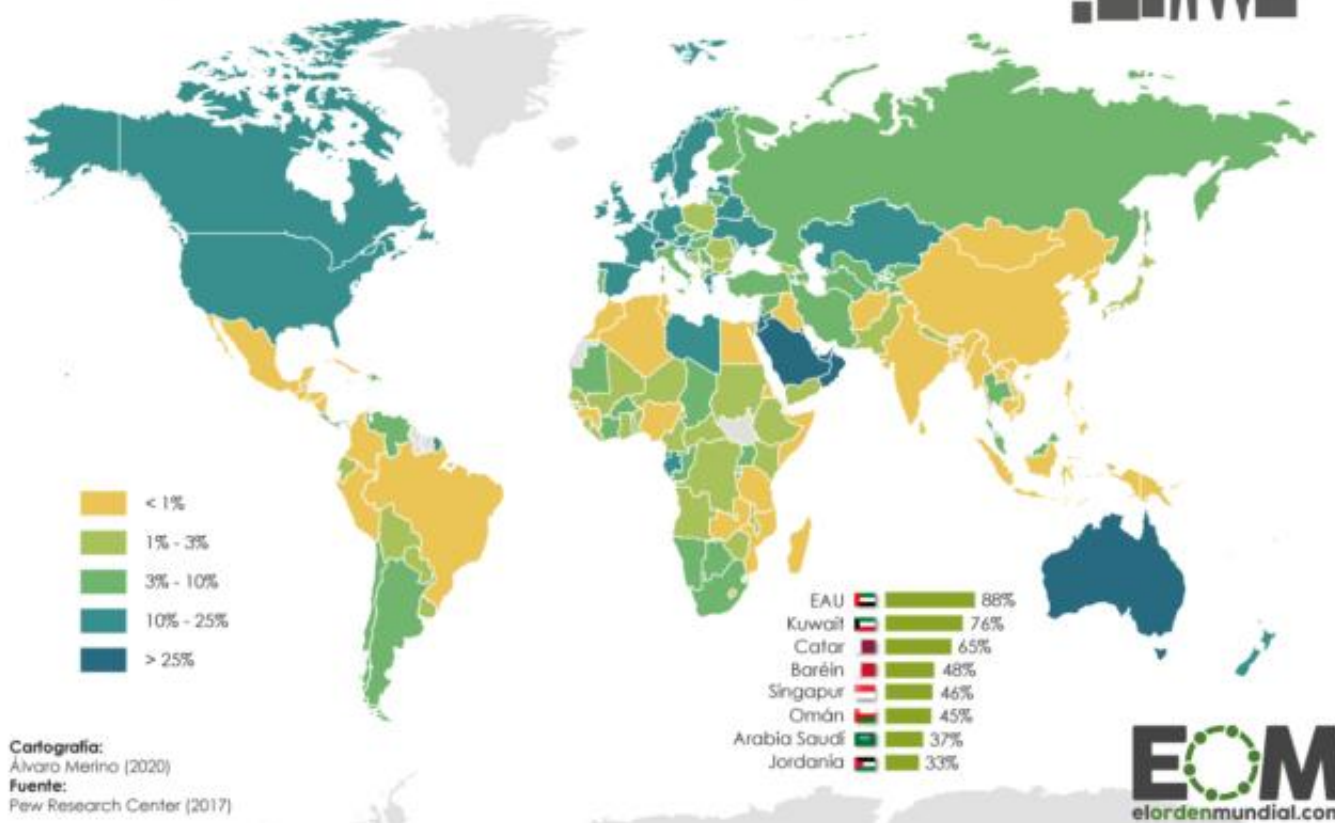 < 1%
1% - 3%
3% - 10%
10% - 25%
> 25%
EAU 88%
Kuwait 76%
Catar 65%
Baréin 48%
Singapur 46%
Omán 45%
Arabia Saudí 37%
Jordania 33%
Cartografía:
Álvaro Merino (2020)
Fuente:
Pew Research Center (2017)
EOM
elordenmundial.com